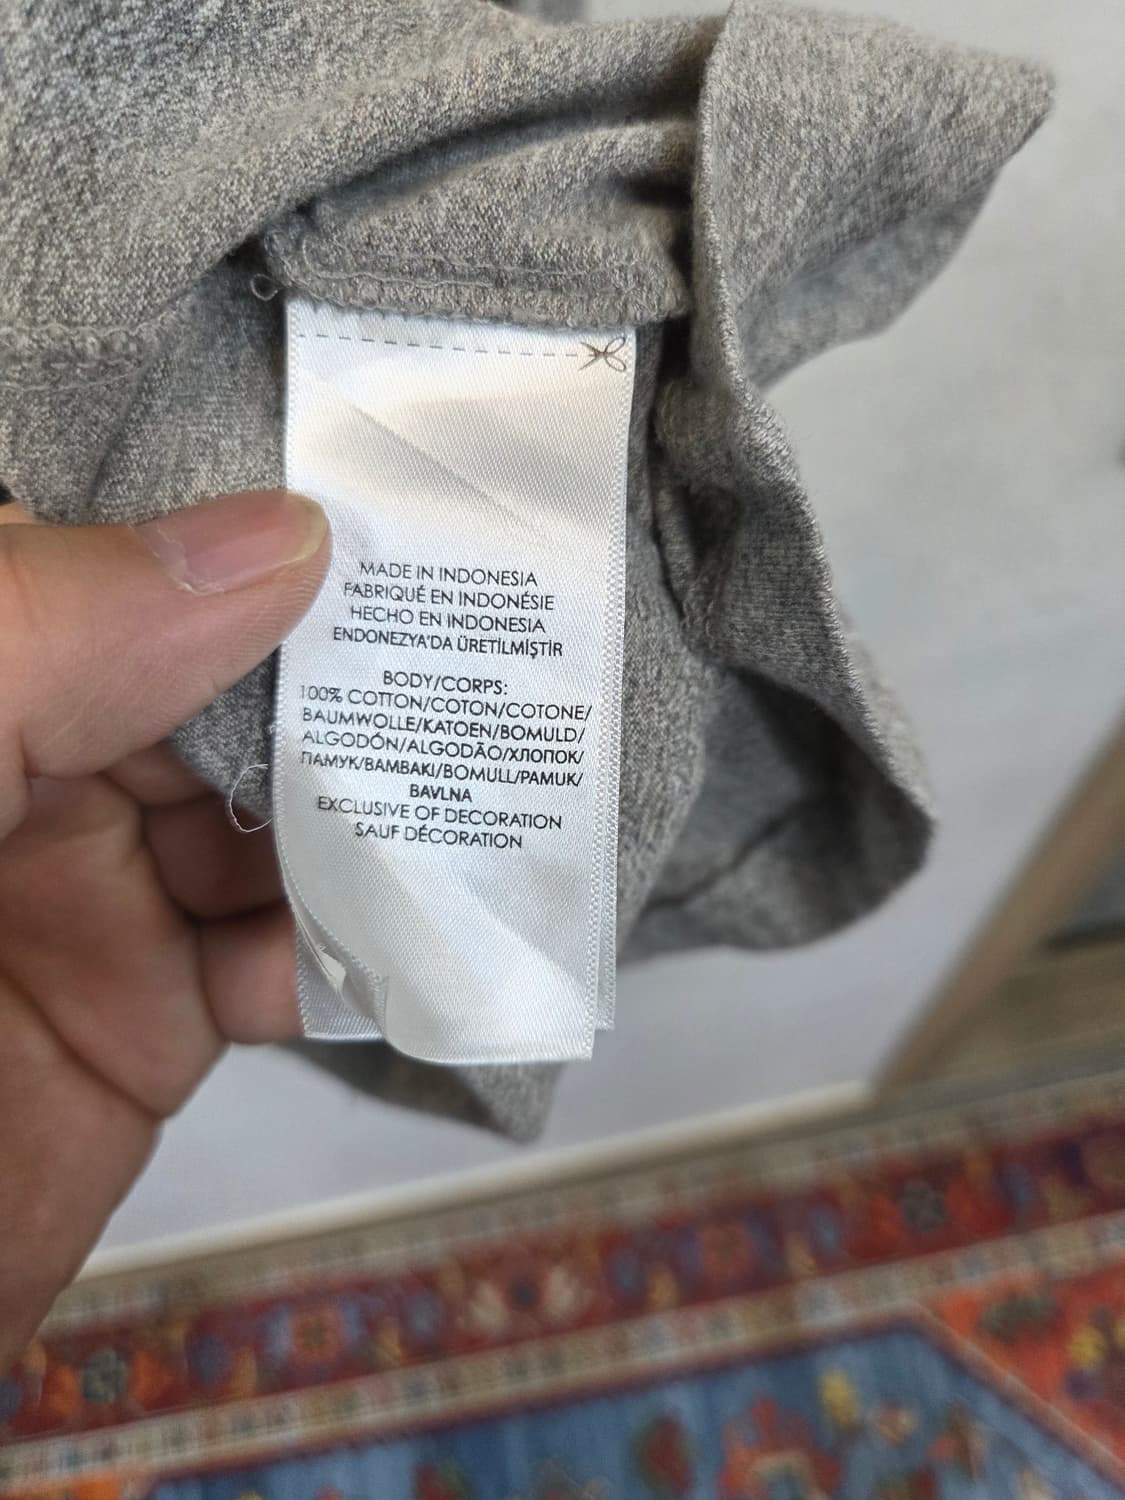 MADE IN INDONESIA
FABRIQUÉ EN INDONÉSIE
HECHO EN INDONESIA
ENDONEZYA'DA ÜRETİLMİŞTİR
BODY/CORPS:
100% COTTON/COTON/COTONE/
BAUMWOLLE/KATOEN/BOMULD/
ALGODÓN/ALGODÃO/ХЛОПОК/
ПАМУК/BAMBAKI/BOMULL/PAMUK/
BAVLNA
EXCLUSIVE OF DECORATION
SAUF DÉCORATION